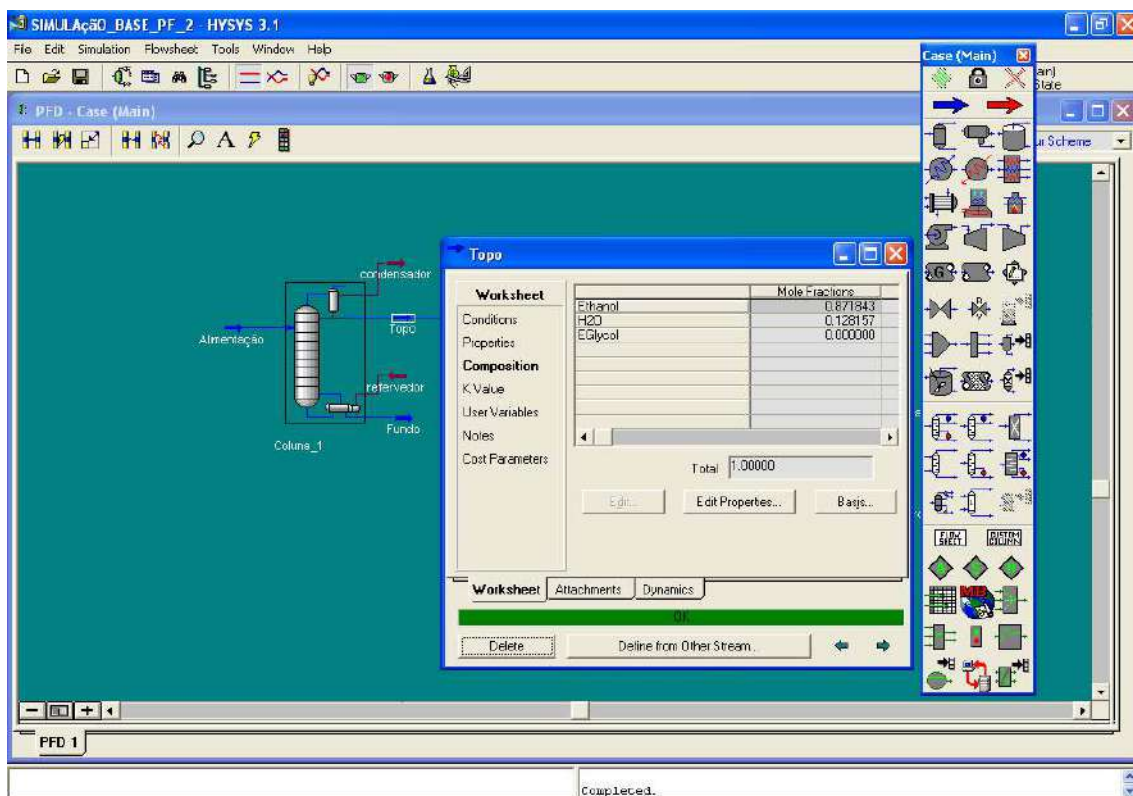 SIMULAçãO_BASE_PF_2 - HYSYS 3.1
File Edit Simulation Flowsheet Tools Window Help
Case (Main)
PFD - Case (Main)
Scheme
condensador
Alimentação
Topo
refervedor
Fundo
Coluna_1
Topo
Worksheet
Conditions
Properties
Composition
K Value
User Variables
Notes
Cost Parameters
Mole Fractions
Ethanol 0.871843
H2O 0.128157
EGlycol 0.000000
Total 1.00000
Edit... Edit Properties... Basis...
Worksheet Attachments Dynamics
OK
Delete Define from Other Stream...
PFD 1
Completed.